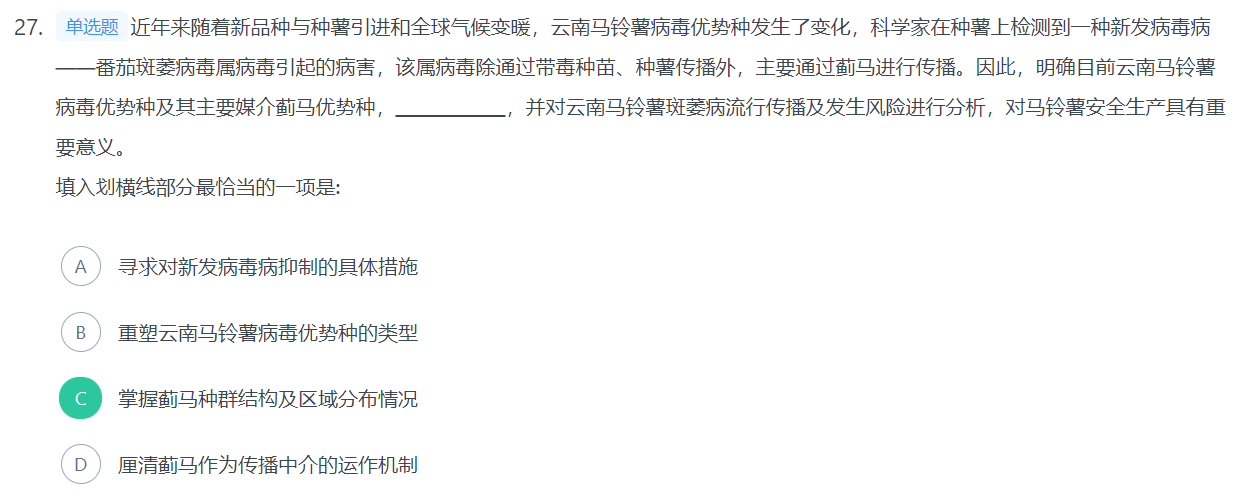 27. 单选题 近年来随着新品种与种薯引进和全球气候变暖，云南马铃薯病毒优势种发生了变化，科学家在种薯上检测到一种新发病毒病
——番茄斑萎病毒属病毒引起的病害，该属病毒除通过带毒种苗、种薯传播外，主要通过蓟马进行传播。因此，明确目前云南马铃薯
病毒优势种及其主要媒介蓟马优势种，___________，并对云南马铃薯斑萎病流行传播及发生风险进行分析，对马铃薯安全生产具有重
要意义。
填入划横线部分最恰当的一项是:
A 寻求对新发病毒病抑制的具体措施
B 重塑云南马铃薯病毒优势种的类型
C 掌握蓟马种群结构及区域分布情况
D 厘清蓟马作为传播中介的运作机制